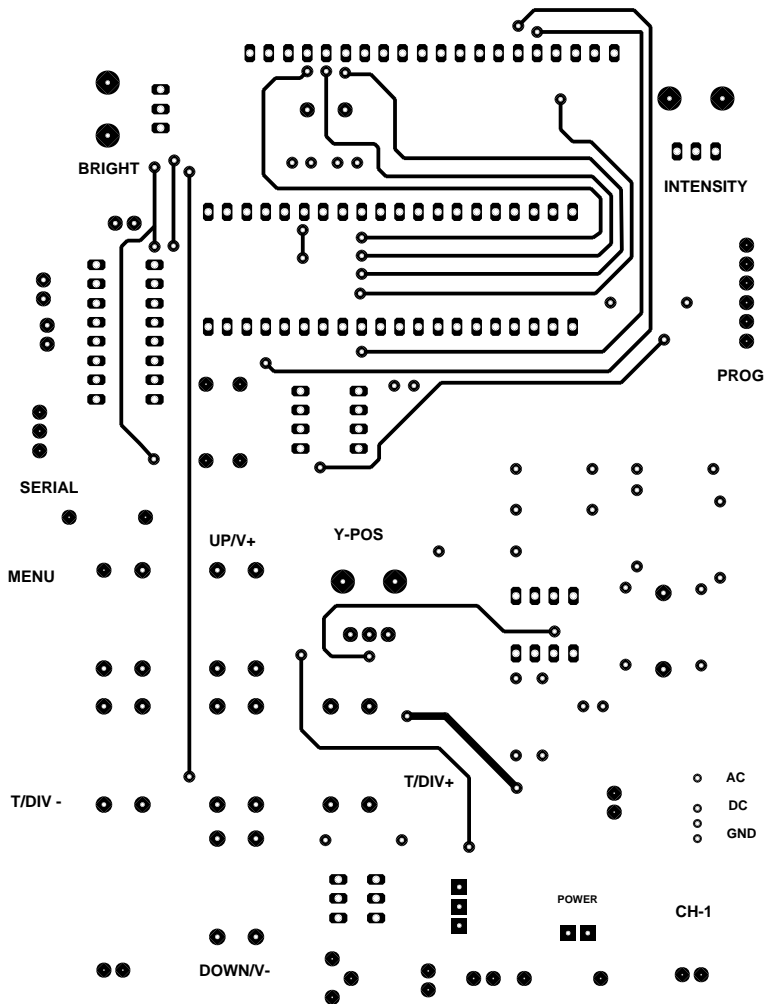 BRIGHT
INTENSITY
PROG
SERIAL
UP/V+
Y-POS
MENU
T/DIV+
AC
T/DIV -
DC
GND
POWER
CH-1
DOWN/V-